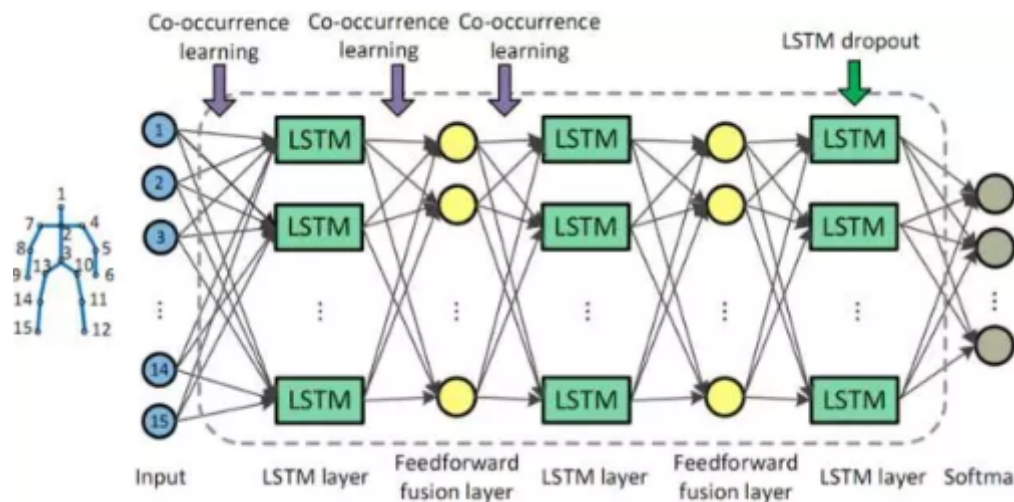 Co-occurrence
learning
Co-occurrence
learning
Co-occurrence
learning
LSTM dropout
1
7
4
2
8
5
3
13
10
9
6
14
11
15
12
1
2
3
14
15
LSTM
LSTM
LSTM
LSTM
LSTM
LSTM
LSTM
LSTM
LSTM
Input
LSTM layer
Feedforward
fusion layer
LSTM layer
Feedforward
fusion layer
LSTM layer
Softma